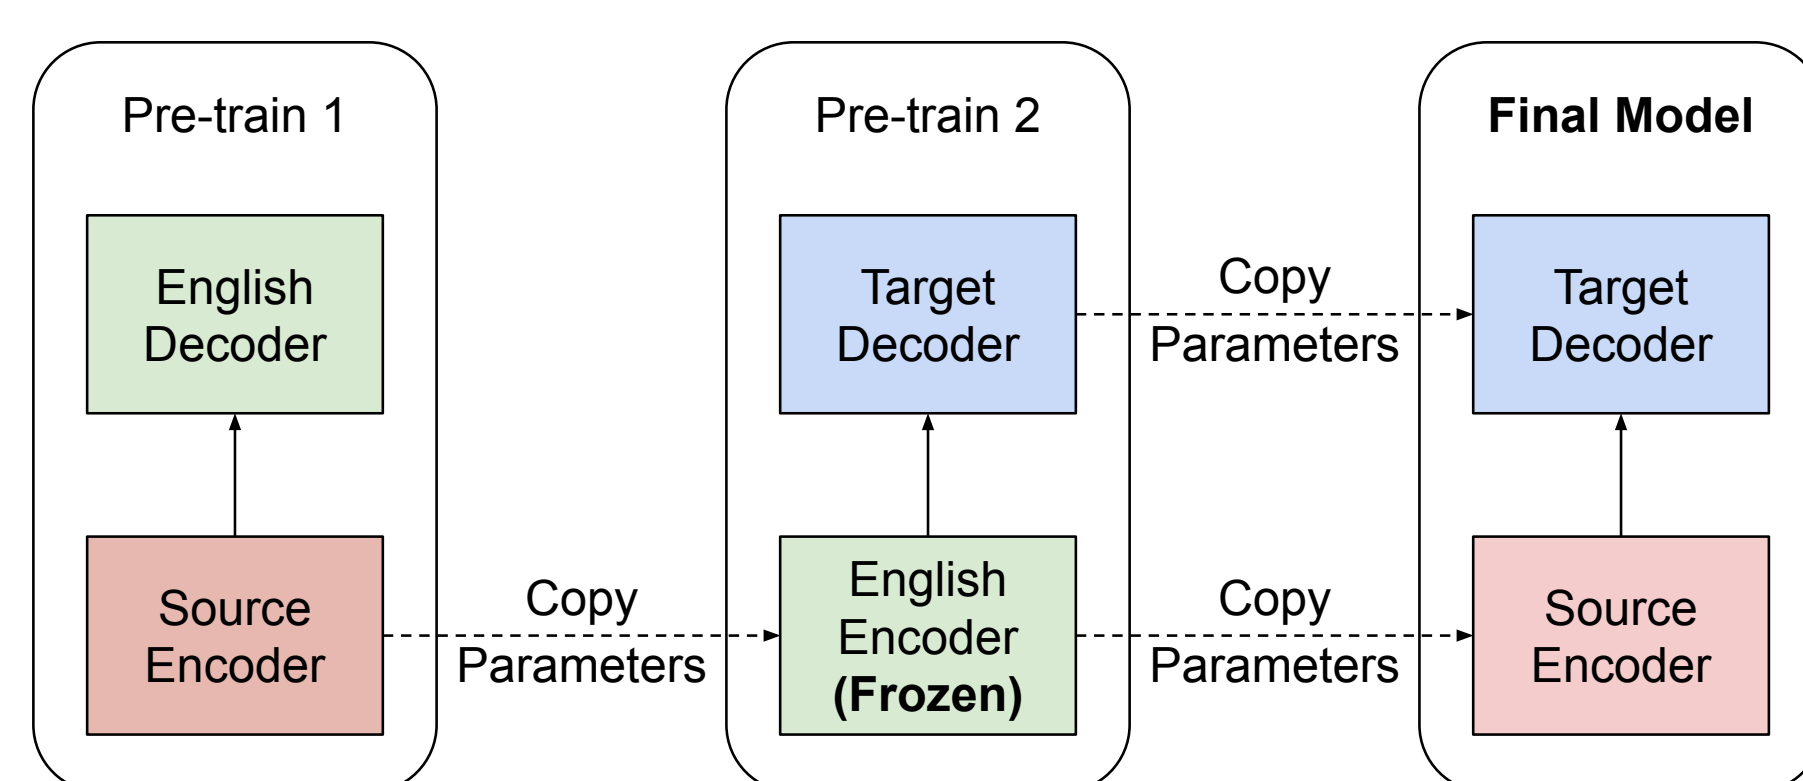 Pre-train 1
English
Decoder
Source
Encoder
Copy
Parameters
Pre-train 2
Target
Decoder
English
Encoder
(Frozen)
Copy
Parameters
Copy
Parameters
Final Model
Target
Decoder
Source
Encoder